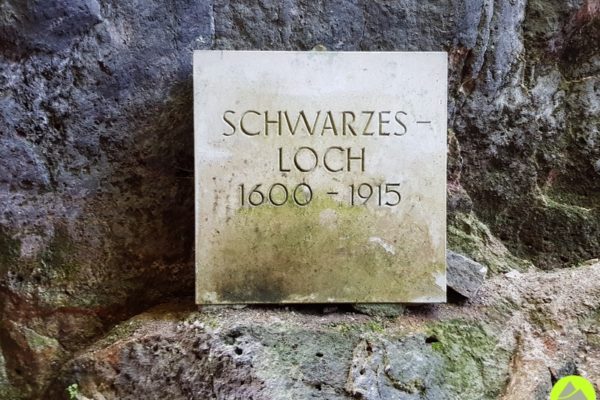 SCHWARZES-
LOCH
1600 - 1915